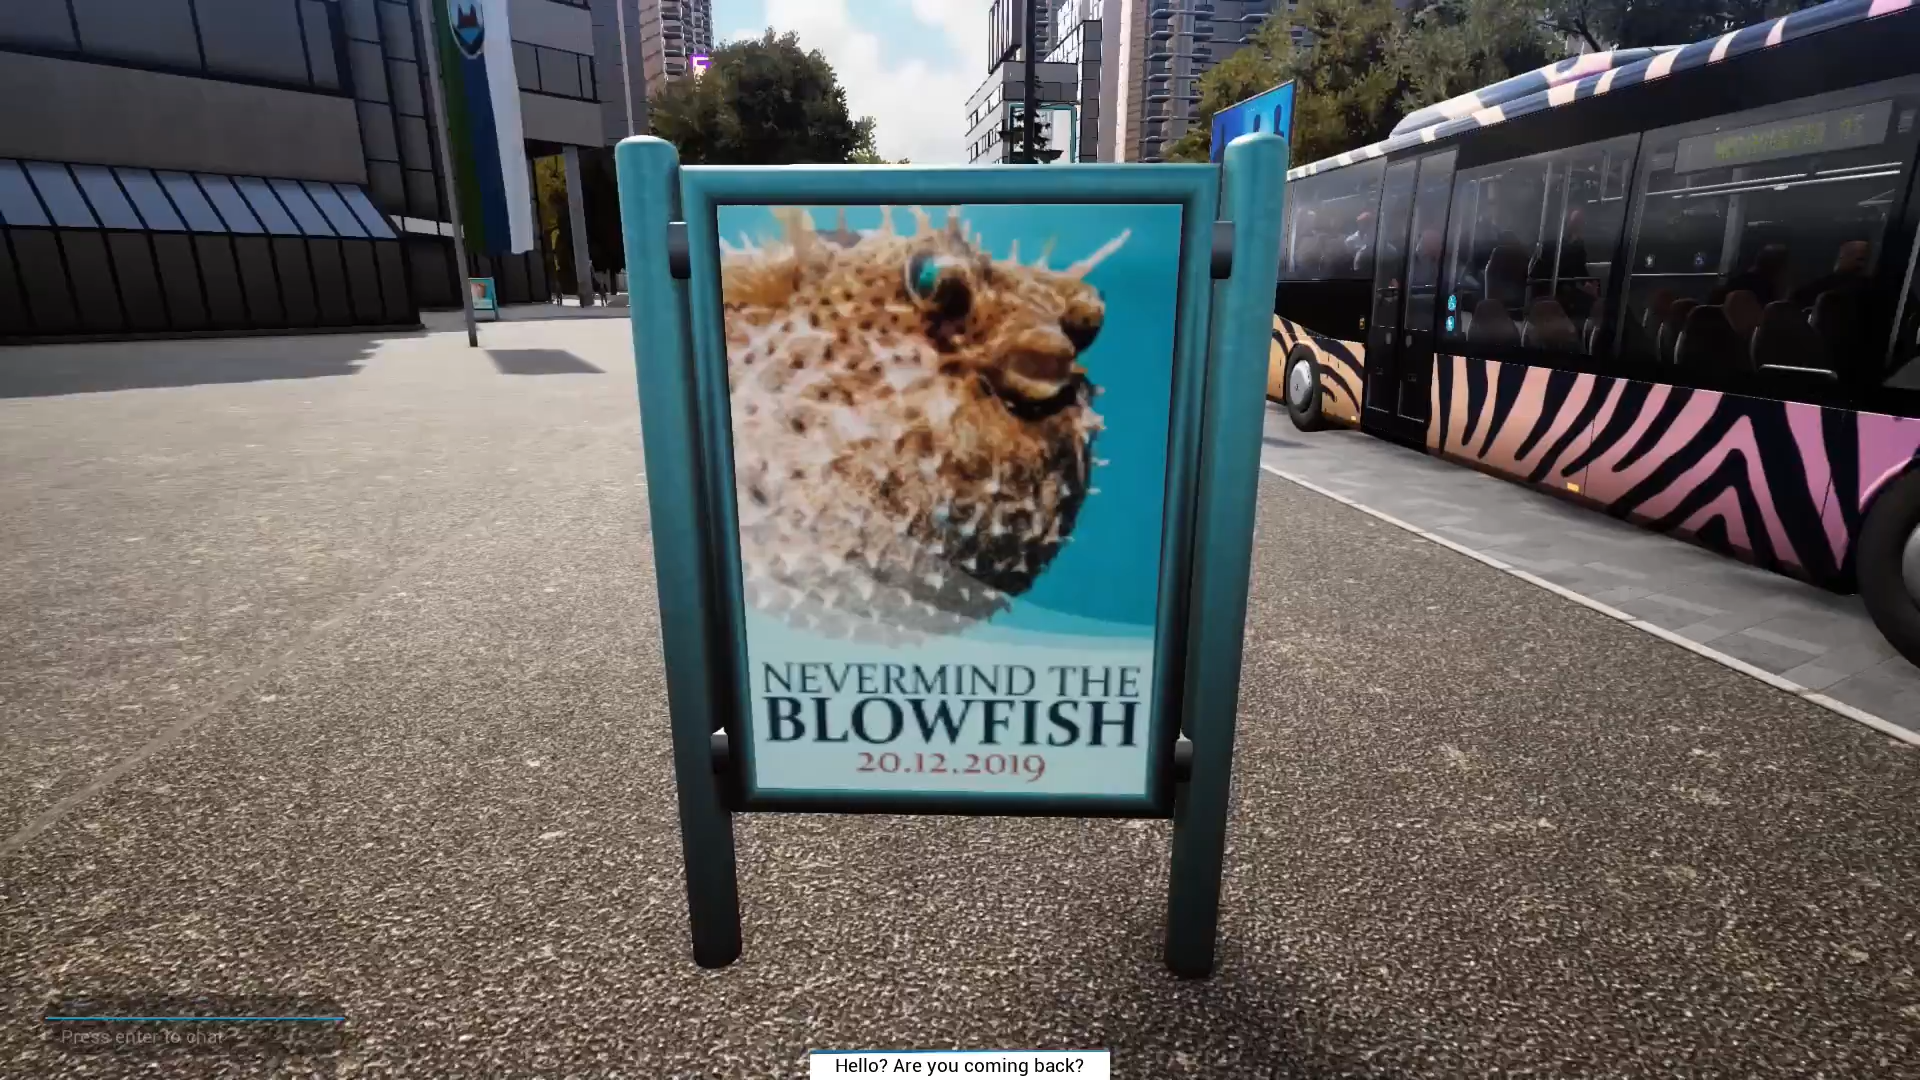 NEVERMIND THE
BLOWFISH
20.12.2019
Press enter to chat
Hello? Are you coming back?